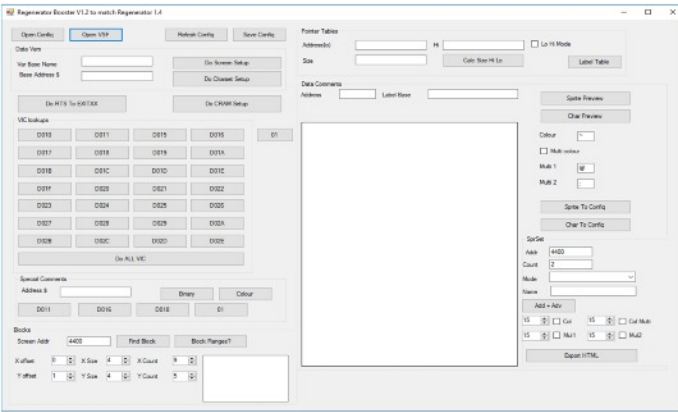 Regenerator Booster V1.2 to match Regenerator 1.4
Open Config Open VSF Refresh Config Save Config
Data Vars
Var Base Name Do Screen Setup
Base Address $ Do Charset Setup
Do RTS To EXITXX Do CRAM Setup
VIC lookups
D010 D011 D015 D016 01
D017 D018 D019 D01A
D01B D01C D01D D01E
D01F D020 D021 D022
D023 D024 D025 D026
D027 D028 D029 D02A
D02B D02C D02D D02E
Do ALL VIC
Special Comments
Address $ Binary Colour
D011 D016 D018 01
Blocks
Screen Addr 4400 Find Block Block Ranges?
X offset 0 X Size 4 X Count
Y offset 1 Y Size 4 Y Count 5
Pointer Tables
Address(lo) Hi Lo Hi Mode
Size Calc Size Hi Lo Label Table
Data Comments
Address Label Base
Sprite Preview
Char Preview
Colour
Multi colour
Multi 1 @
Multi 2
Sprite To Config
Char To Config
SprSet
Addr 4400
Count 2
Mode
Name
Add + Adv
15 Col 15 Col Multi
15 Mul1 15 Mul2
Export HTML